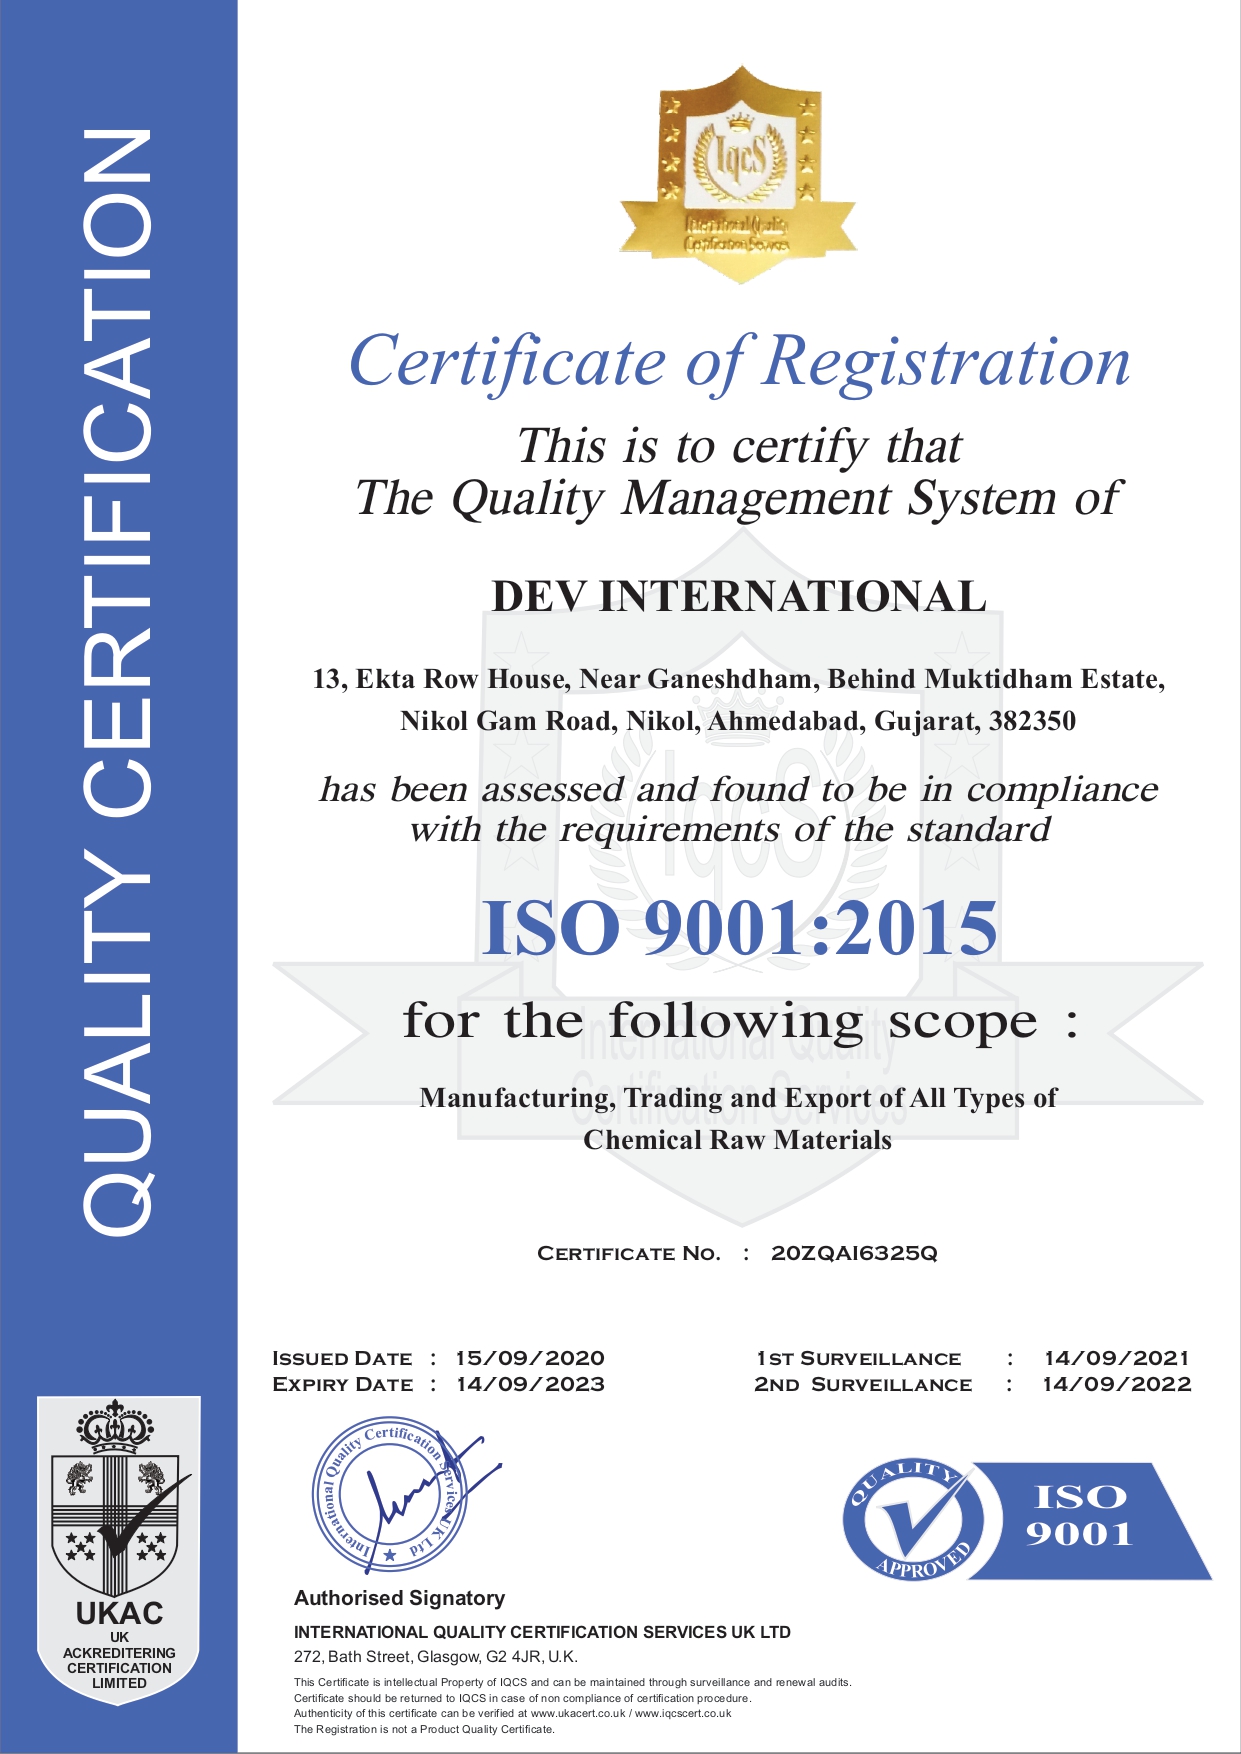 QUALITY CERTIFICATION
IqcS
International Quality
Certification Services
Certificate of Registration
This is to certify that
The Quality Management System of
DEV INTERNATIONAL
13, Ekta Row House, Near Ganeshdham, Behind Muktidham Estate,
Nikol Gam Road, Nikol, Ahmedabad, Gujarat, 382350
has been assessed and found to be in compliance
with the requirements of the standard
IqcS
ISO 9001:2015
for the following scope :
International Quality
Certification Services
Manufacturing, Trading and Export of All Types of
Chemical Raw Materials
Certificate No. : 20ZQAI6325Q
Issued Date : 15/09/2020
Expiry Date : 14/09/2023
1st Surveillance : 14/09/2021
2nd Surveillance : 14/09/2022
International Quality Certification Services UK Ltd
QUALITY
APPROVED
ISO
9001
Authorised Signatory
INTERNATIONAL QUALITY CERTIFICATION SERVICES UK LTD
272, Bath Street, Glasgow, G2 4JR, U.K.
This Certificate is intellectual Property of IQCS and can be maintained through surveillance and renewal audits.
Certificate should be returned to IQCS in case of non compliance of certification procedure.
Authenticity of this certificate can be verified at www.ukacert.co.uk / www.iqcscert.co.uk
The Registration is not a Product Quality Certificate.
UKAC
UK
ACKREDITERING
CERTIFICATION
LIMITED